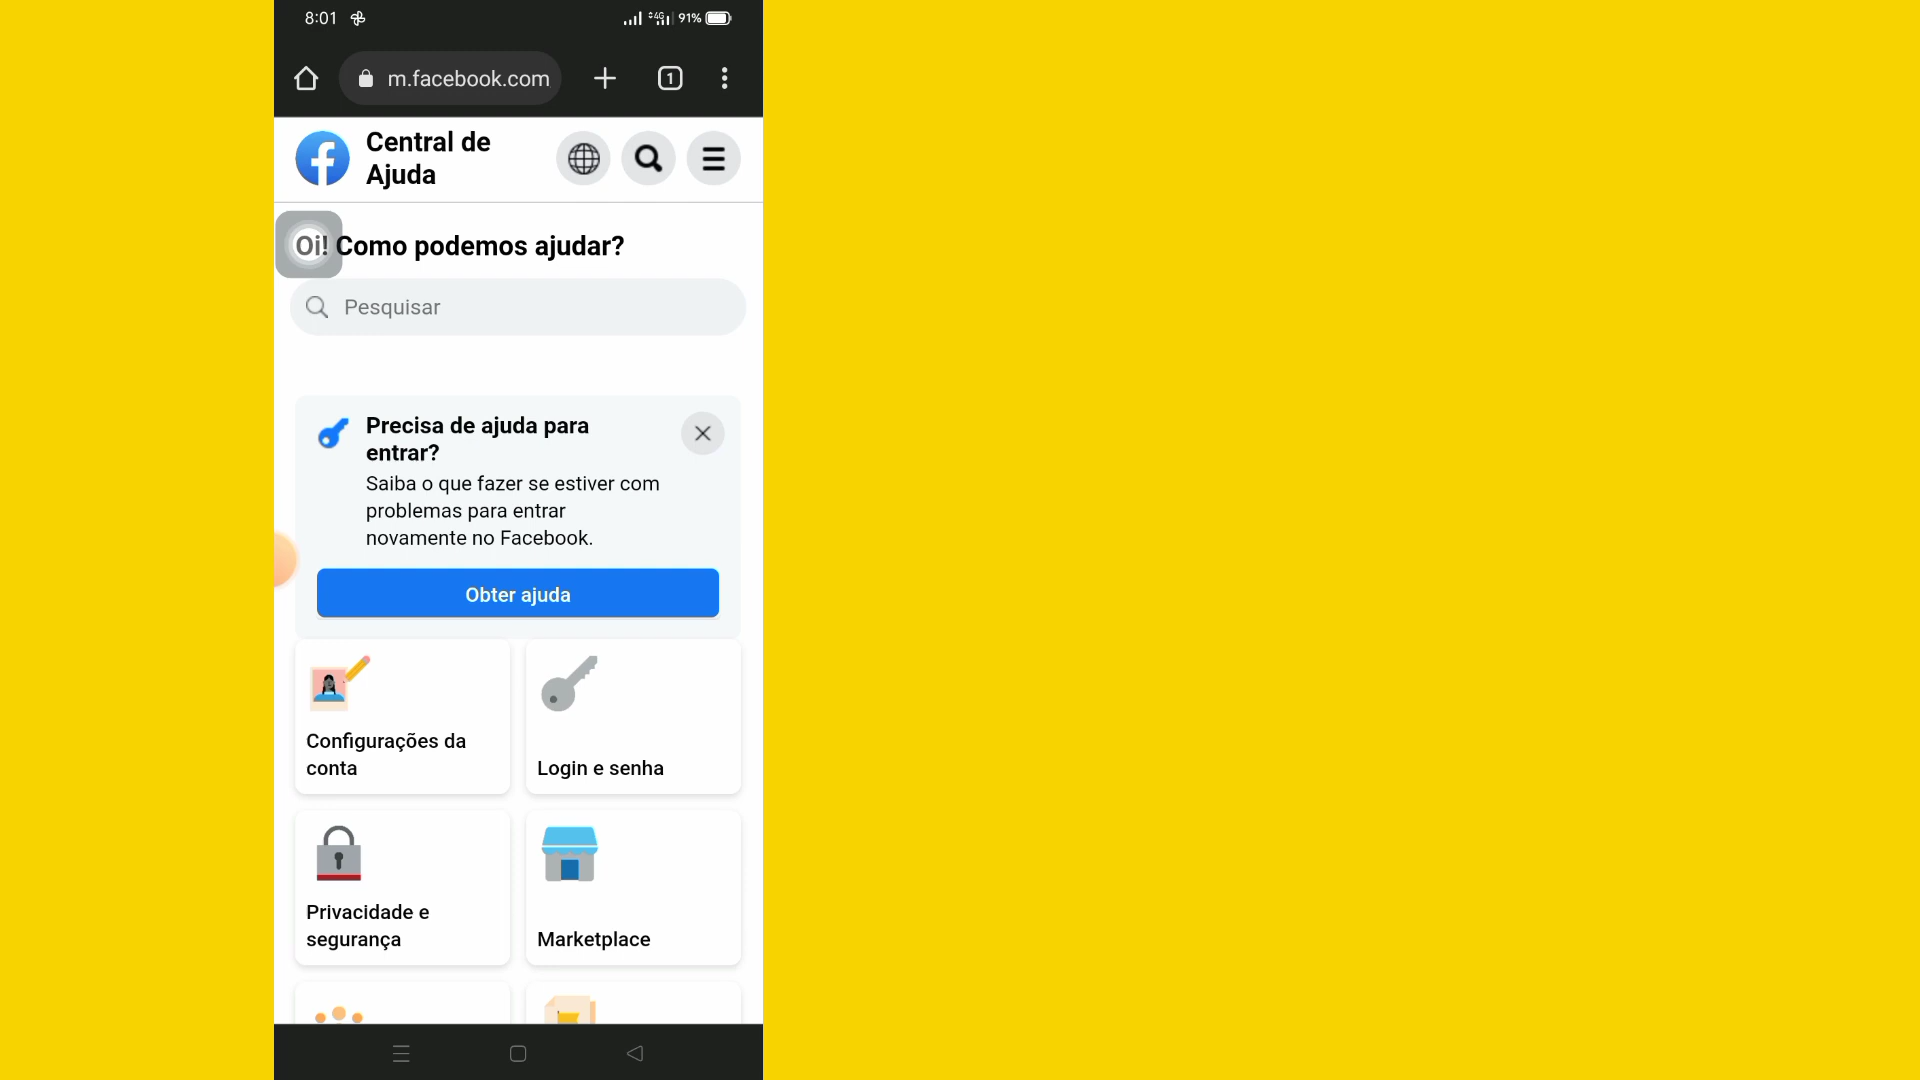 8:01
4G 91%
m.facebook.com
1
Central de
Ajuda
Oi! Como podemos ajudar?
Pesquisar
Precisa de ajuda para
entrar?
Saiba o que fazer se estiver com
problemas para entrar
novamente no Facebook.
Obter ajuda
Configurações da
conta
Login e senha
Privacidade e
segurança
Marketplace